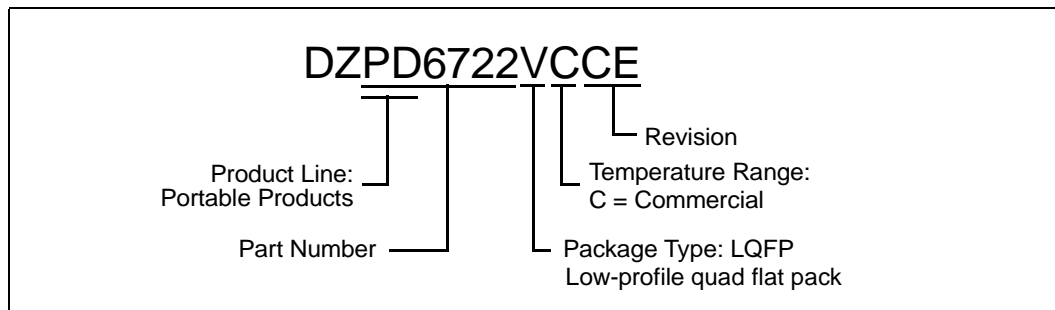 DZPD6722VCCE
Revision
Product Line:
Portable Products
Temperature Range:
C = Commercial
Part Number
Package Type: LQFP
Low-profile quad flat pack